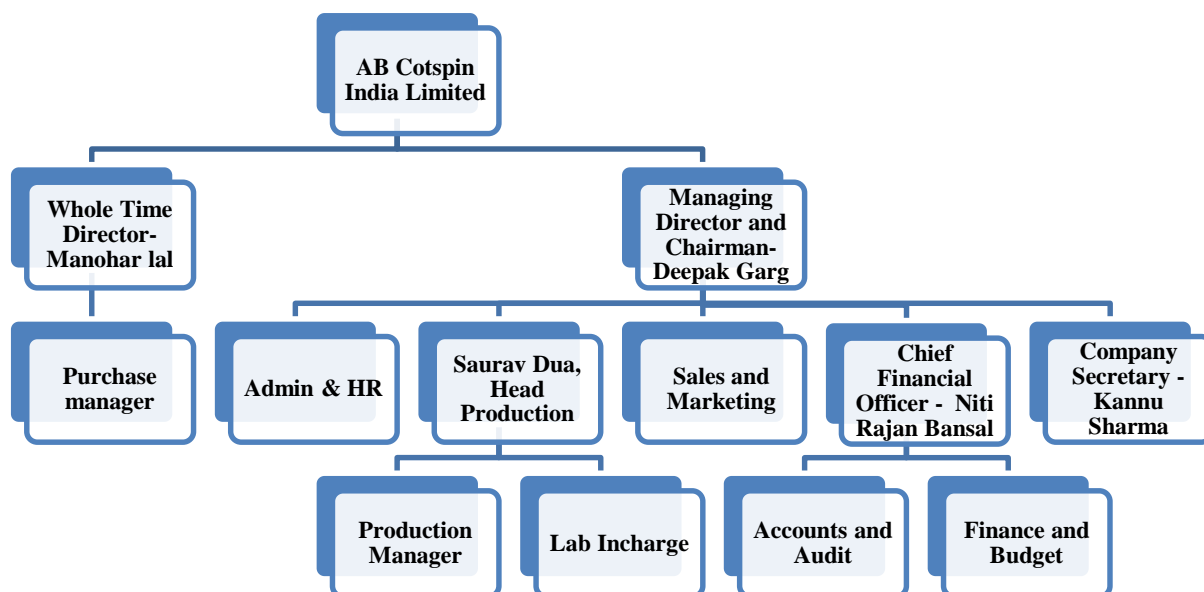 AB Cotspin
India Limited
Whole Time
Director-
Manohar lal
Managing
Director and
Chairman-
Deepak Garg
Purchase
manager
Admin & HR
Saurav Dua,
Head
Production
Sales and
Marketing
Chief
Financial
Officer - Niti
Rajan Bansal
Company
Secretary -
Kannu
Sharma
Production
Manager
Lab Incharge
Accounts and
Audit
Finance and
Budget